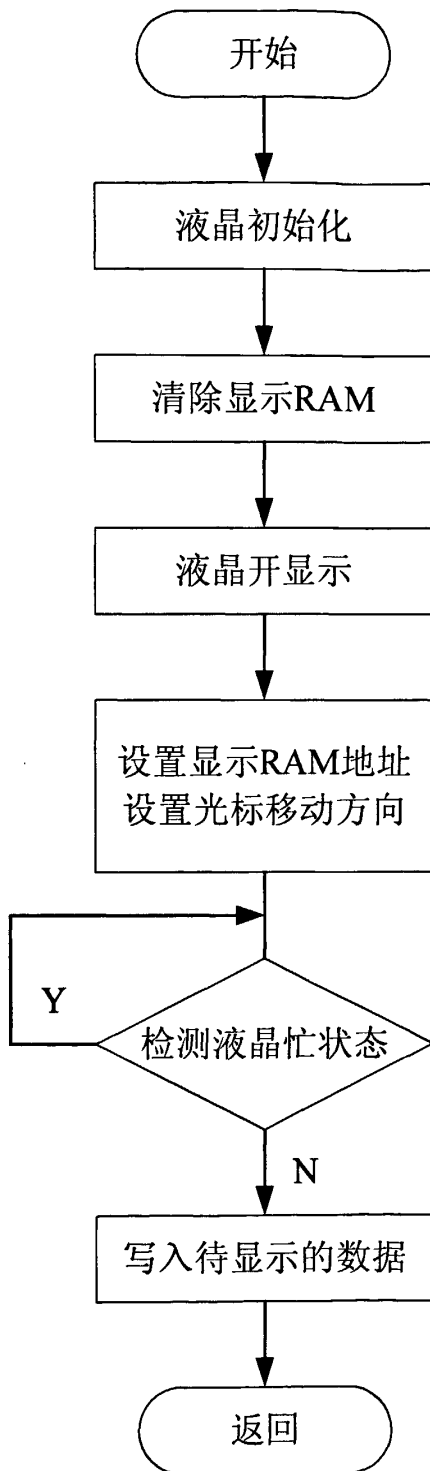 开始
液晶初始化
清除显示RAM
液晶开显示
设置显示RAM地址
设置光标移动方向
Y
检测液晶忙状态
N
写入待显示的数据
返回